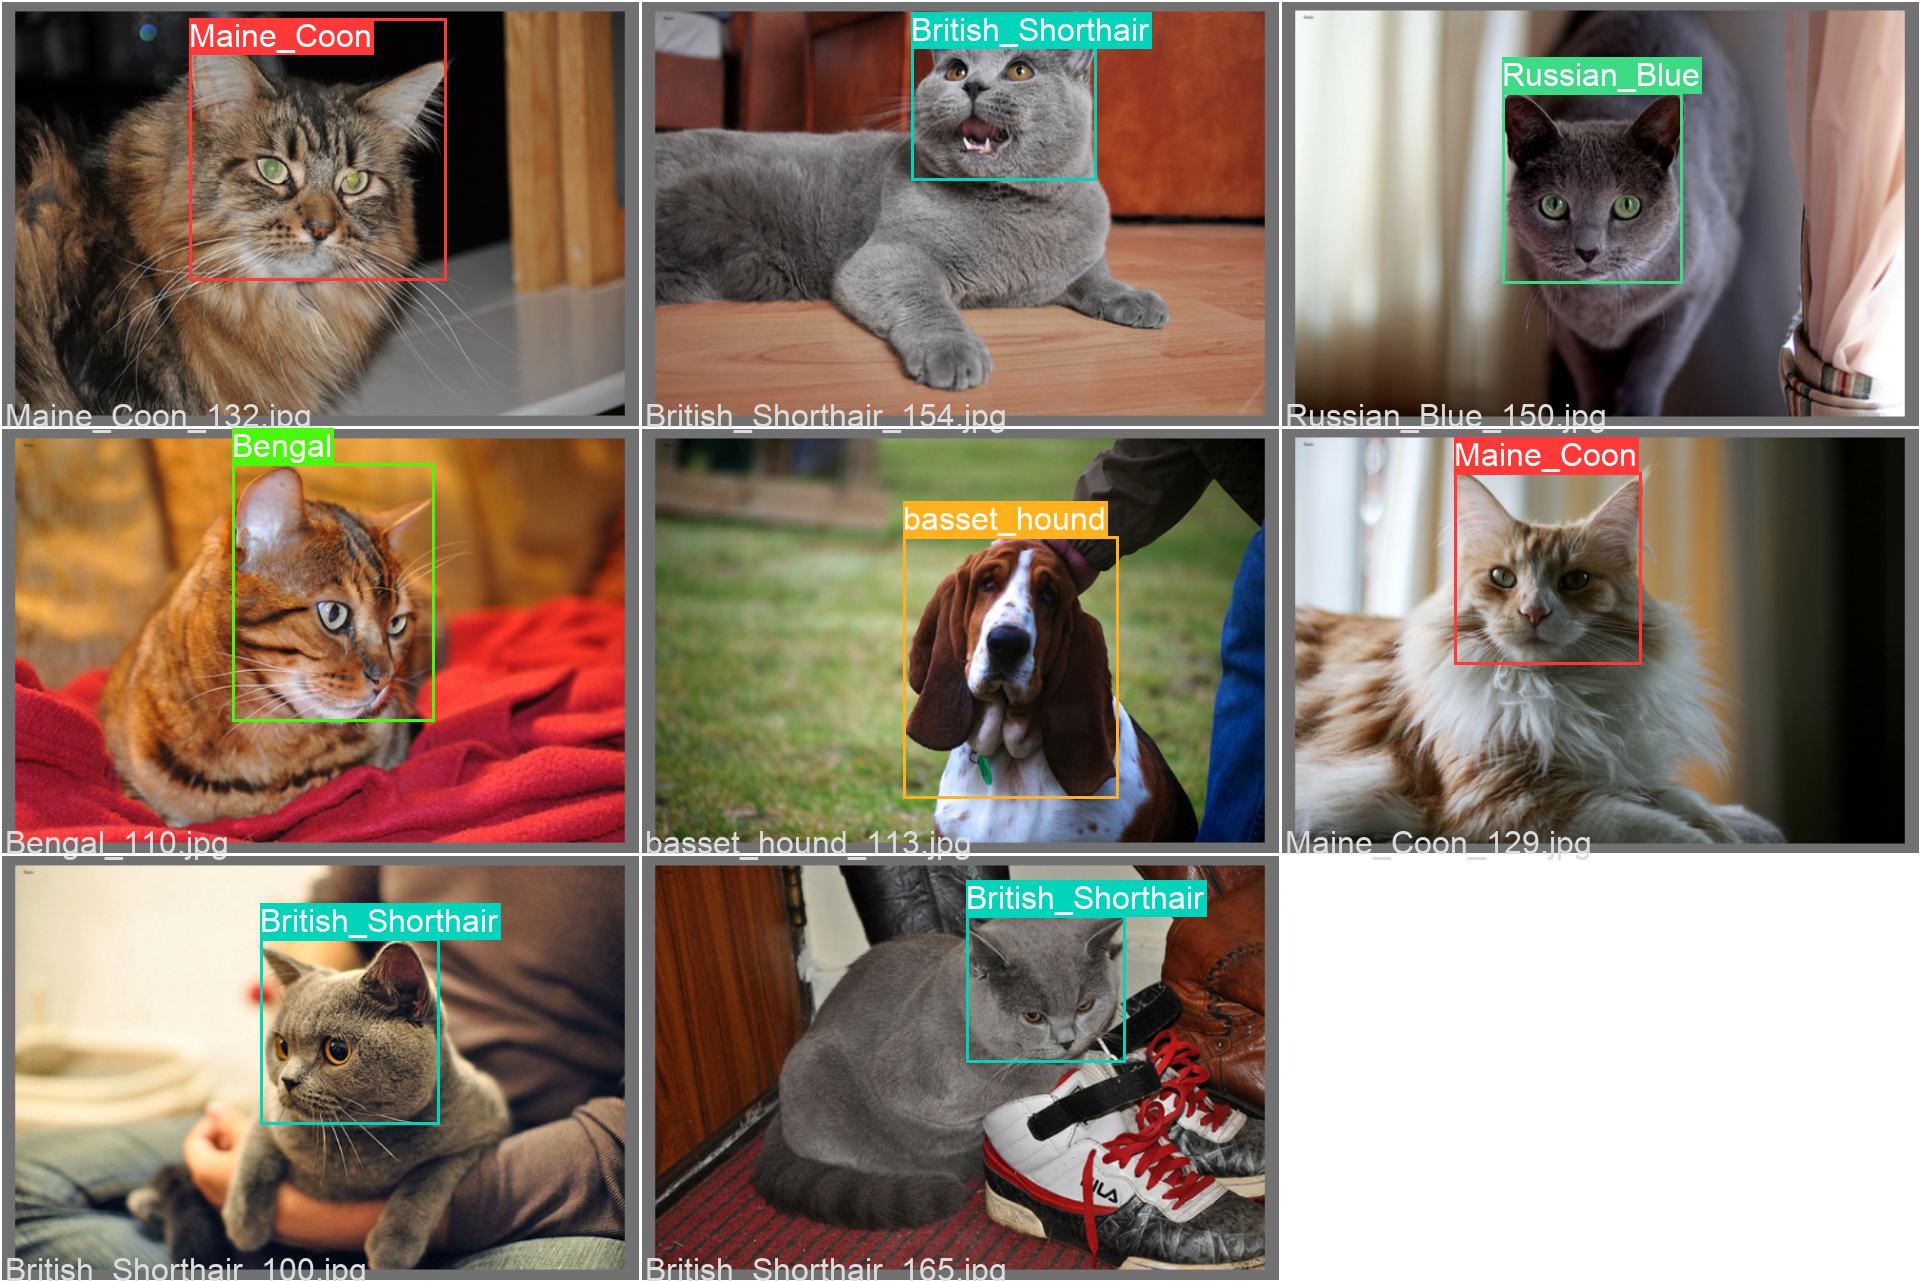 Maine_Coon
British_Shorthair
Russian_Blue
Maine_Coon_132.jpg
British_Shorthair_154.jpg
Russian_Blue_150.jpg
Bengal
basset_hound
Maine_Coon
Bengal_110.jpg
basset_hound_113.jpg
Maine_Coon_129.jpg
British_Shorthair
British_Shorthair
FILA
British_Shorthair_100.jpg
British_Shorthair_165.jpg